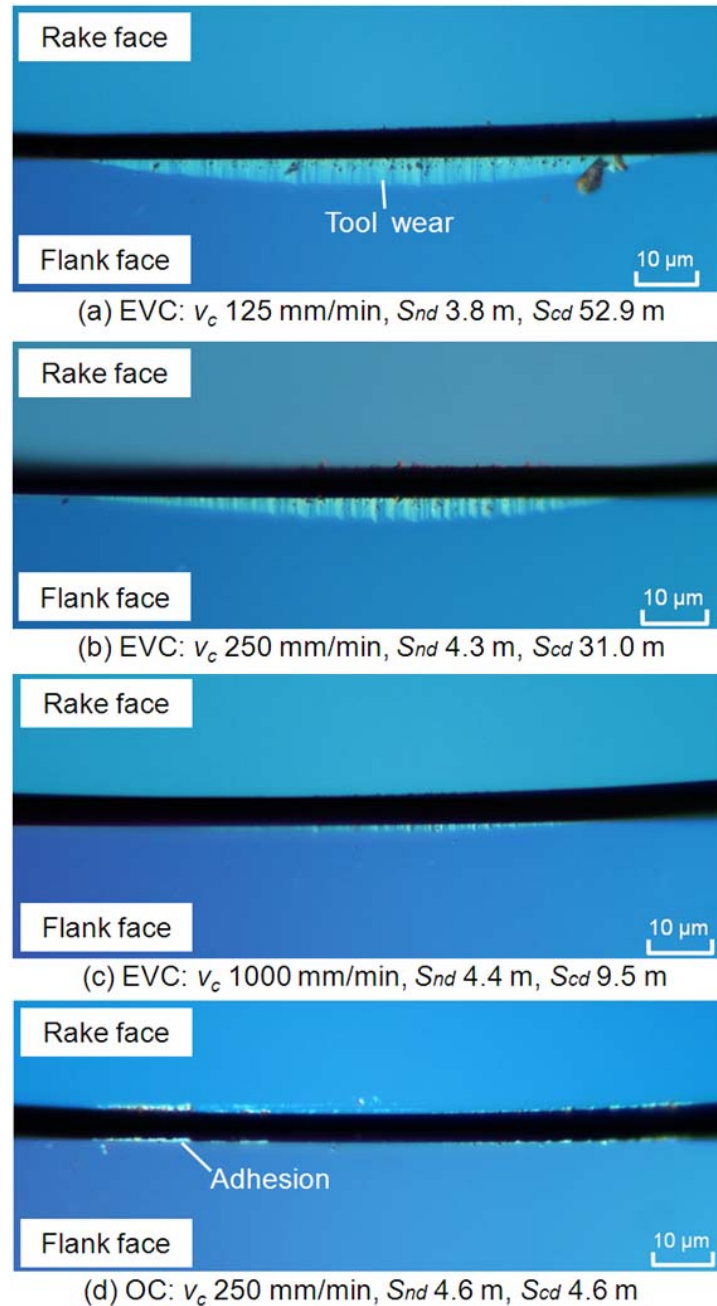 Rake face
Tool wear
Flank face
10 μm
(a) EVC: vc 125 mm/min, Snd 3.8 m, Scd 52.9 m
Rake face
Flank face
10 μm
(b) EVC: vc 250 mm/min, Snd 4.3 m, Scd 31.0 m
Rake face
Flank face
10 μm
(c) EVC: vc 1000 mm/min, Snd 4.4 m, Scd 9.5 m
Rake face
Adhesion
Flank face
10 μm
(d) OC: vc 250 mm/min, Snd 4.6 m, Scd 4.6 m